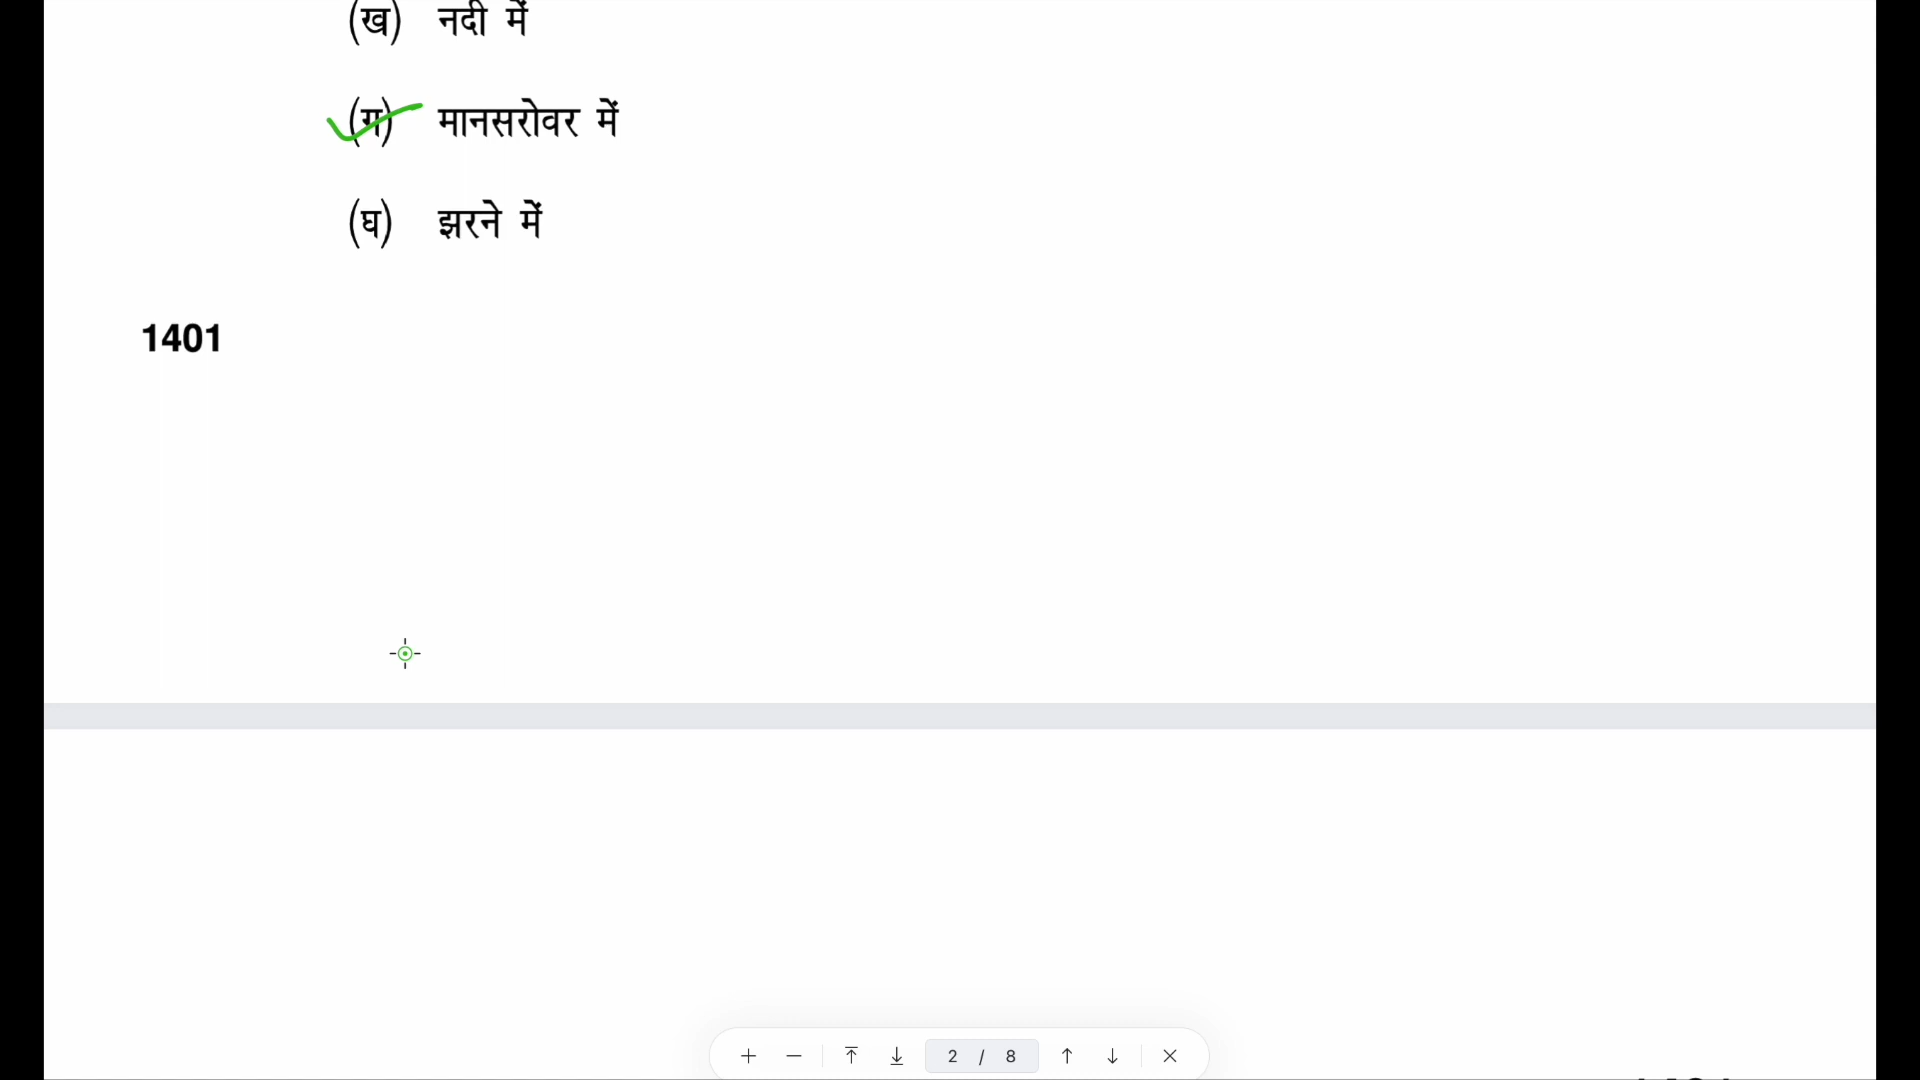 (ख) नदी में
(ग) मानसरोवर में
(घ) झरने में
1401
2 / 8